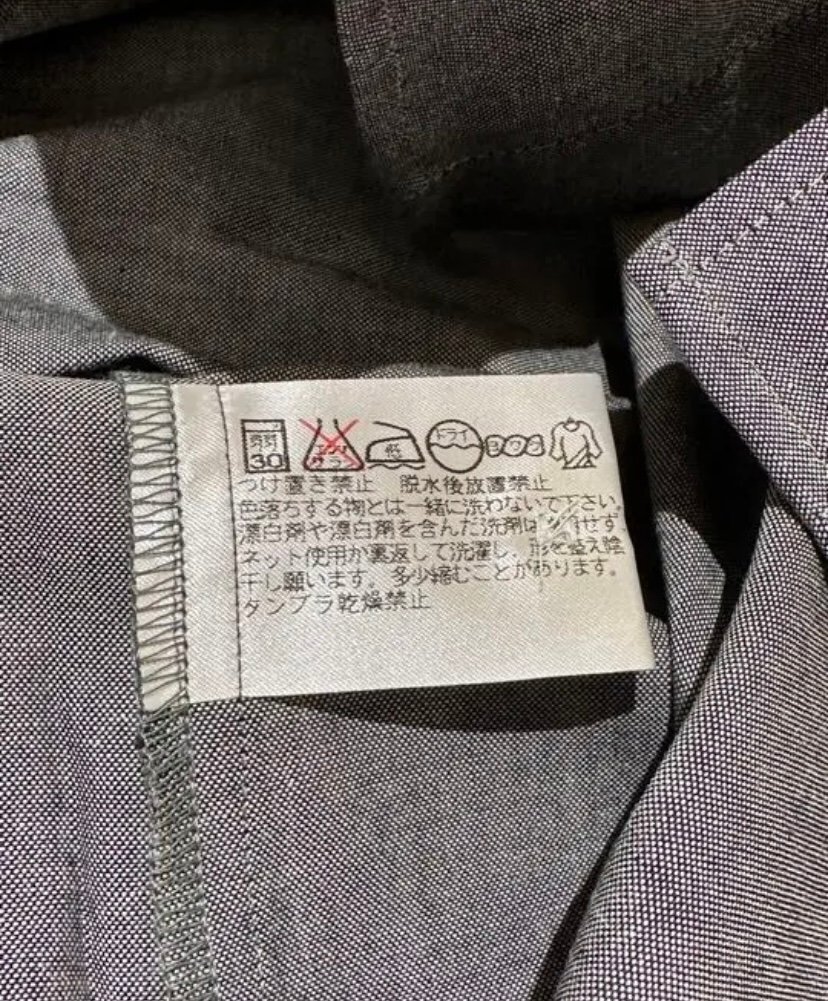 弱 30 低 ドライ
つけ置き禁止 脱水後放置禁止
色落ちする物とは一緒に洗わないで下さい。
漂白剤や漂白剤を含んだ洗剤は使用せず、
ネット使用か裏返して洗濯し、形を整え陰
干し願います。多少縮むことがあります。
タンブラ乾燥禁止